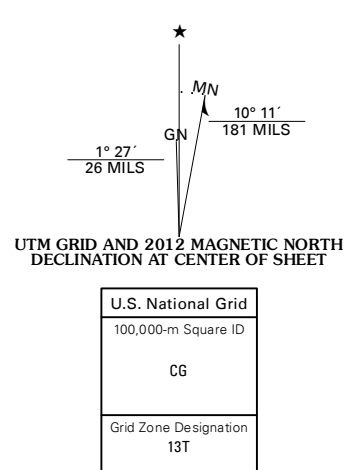 ★
MN
10° 11´
181 MILS
GN
1° 27´
26 MILS
UTM GRID AND 2012 MAGNETIC NORTH
DECLINATION AT CENTER OF SHEET
U.S. National Grid
100,000-m Square ID
CG
Grid Zone Designation
13T